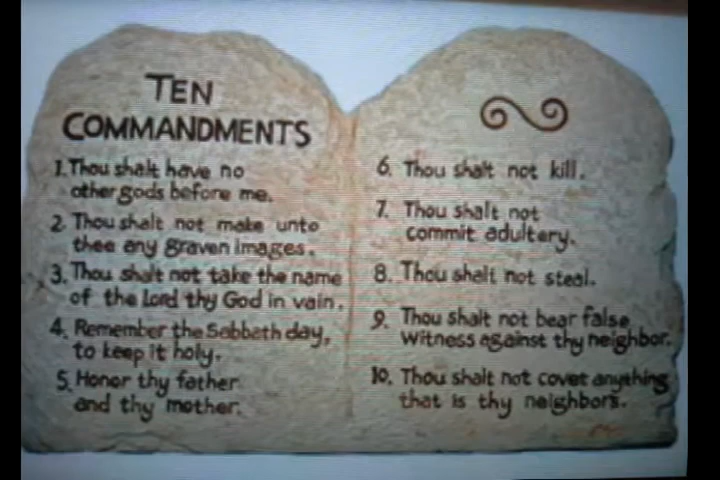 TEN
COMMANDMENTS
1. Thou shalt have no
other gods before me.
2. Thou shalt not make unto
thee any graven images.
3. Thou shalt not take the name
of the Lord thy God in vain.
4. Remember the Sabbath day,
to keep it holy.
5. Honor thy father
and thy mother.
6. Thou shalt not kill.
7. Thou shalt not
commit adultery.
8. Thou shalt not steal.
9. Thou shalt not bear false
witness against thy neighbor.
10. Thou shalt not covet anything
that is thy neighbors.